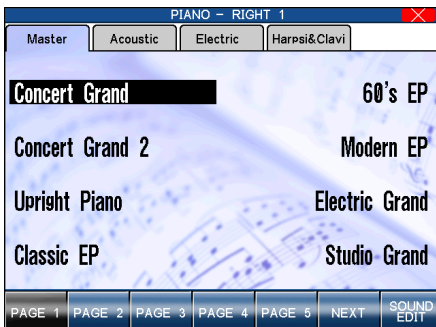 PIANO - RIGHT 1
Master Acoustic Electric Harpsi&Clavi
Concert Grand 60's EP
Concert Grand 2 Modern EP
Upright Piano Electric Grand
Classic EP Studio Grand
PAGE 1 PAGE 2 PAGE 3 PAGE 4 PAGE 5 NEXT SOUND EDIT